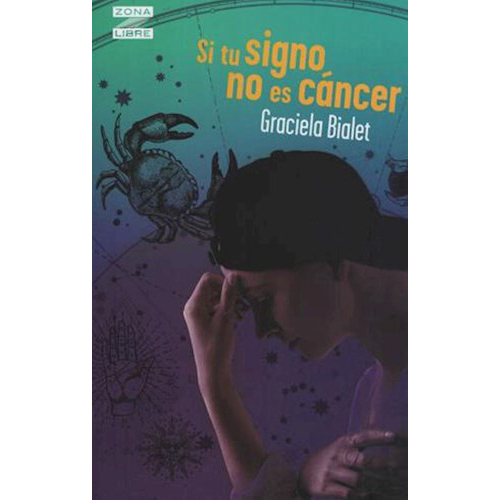 ZONA
LIBRE
Si tu signo
no es cáncer
Graciela Bialet